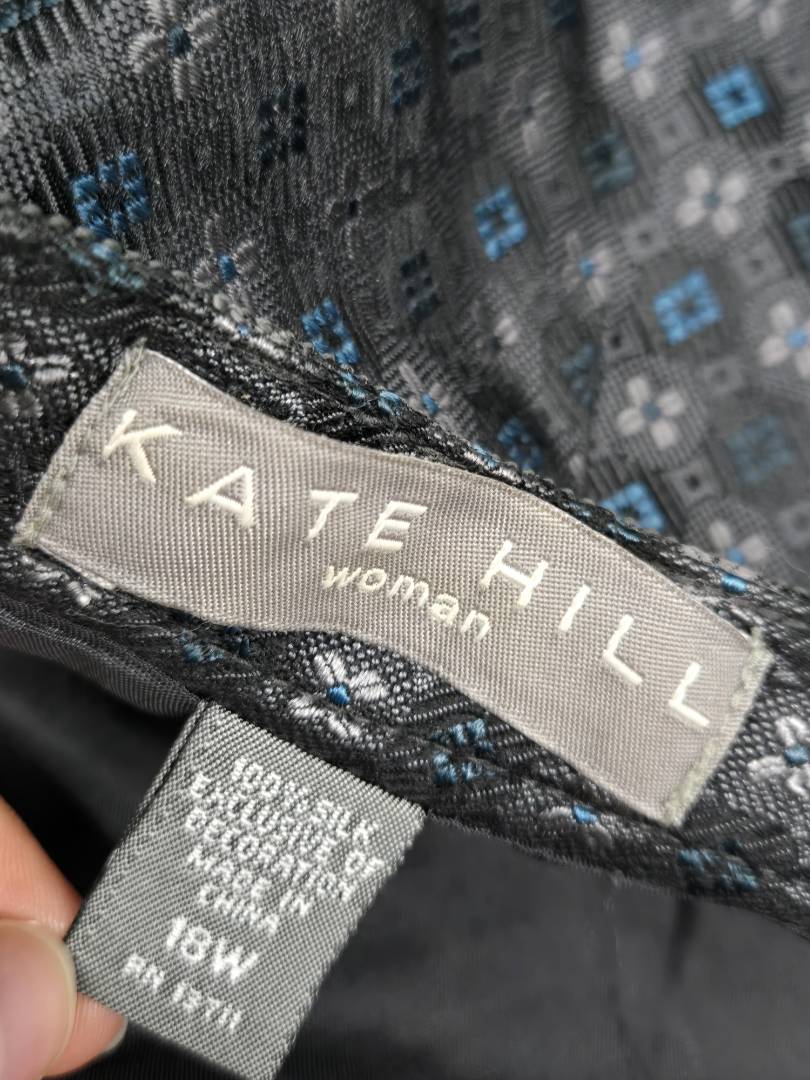 KATE HILL
woman
100% SILK
EXCLUSIVE OF
DECORATION
MADE IN
CHINA
18W
RN 13711